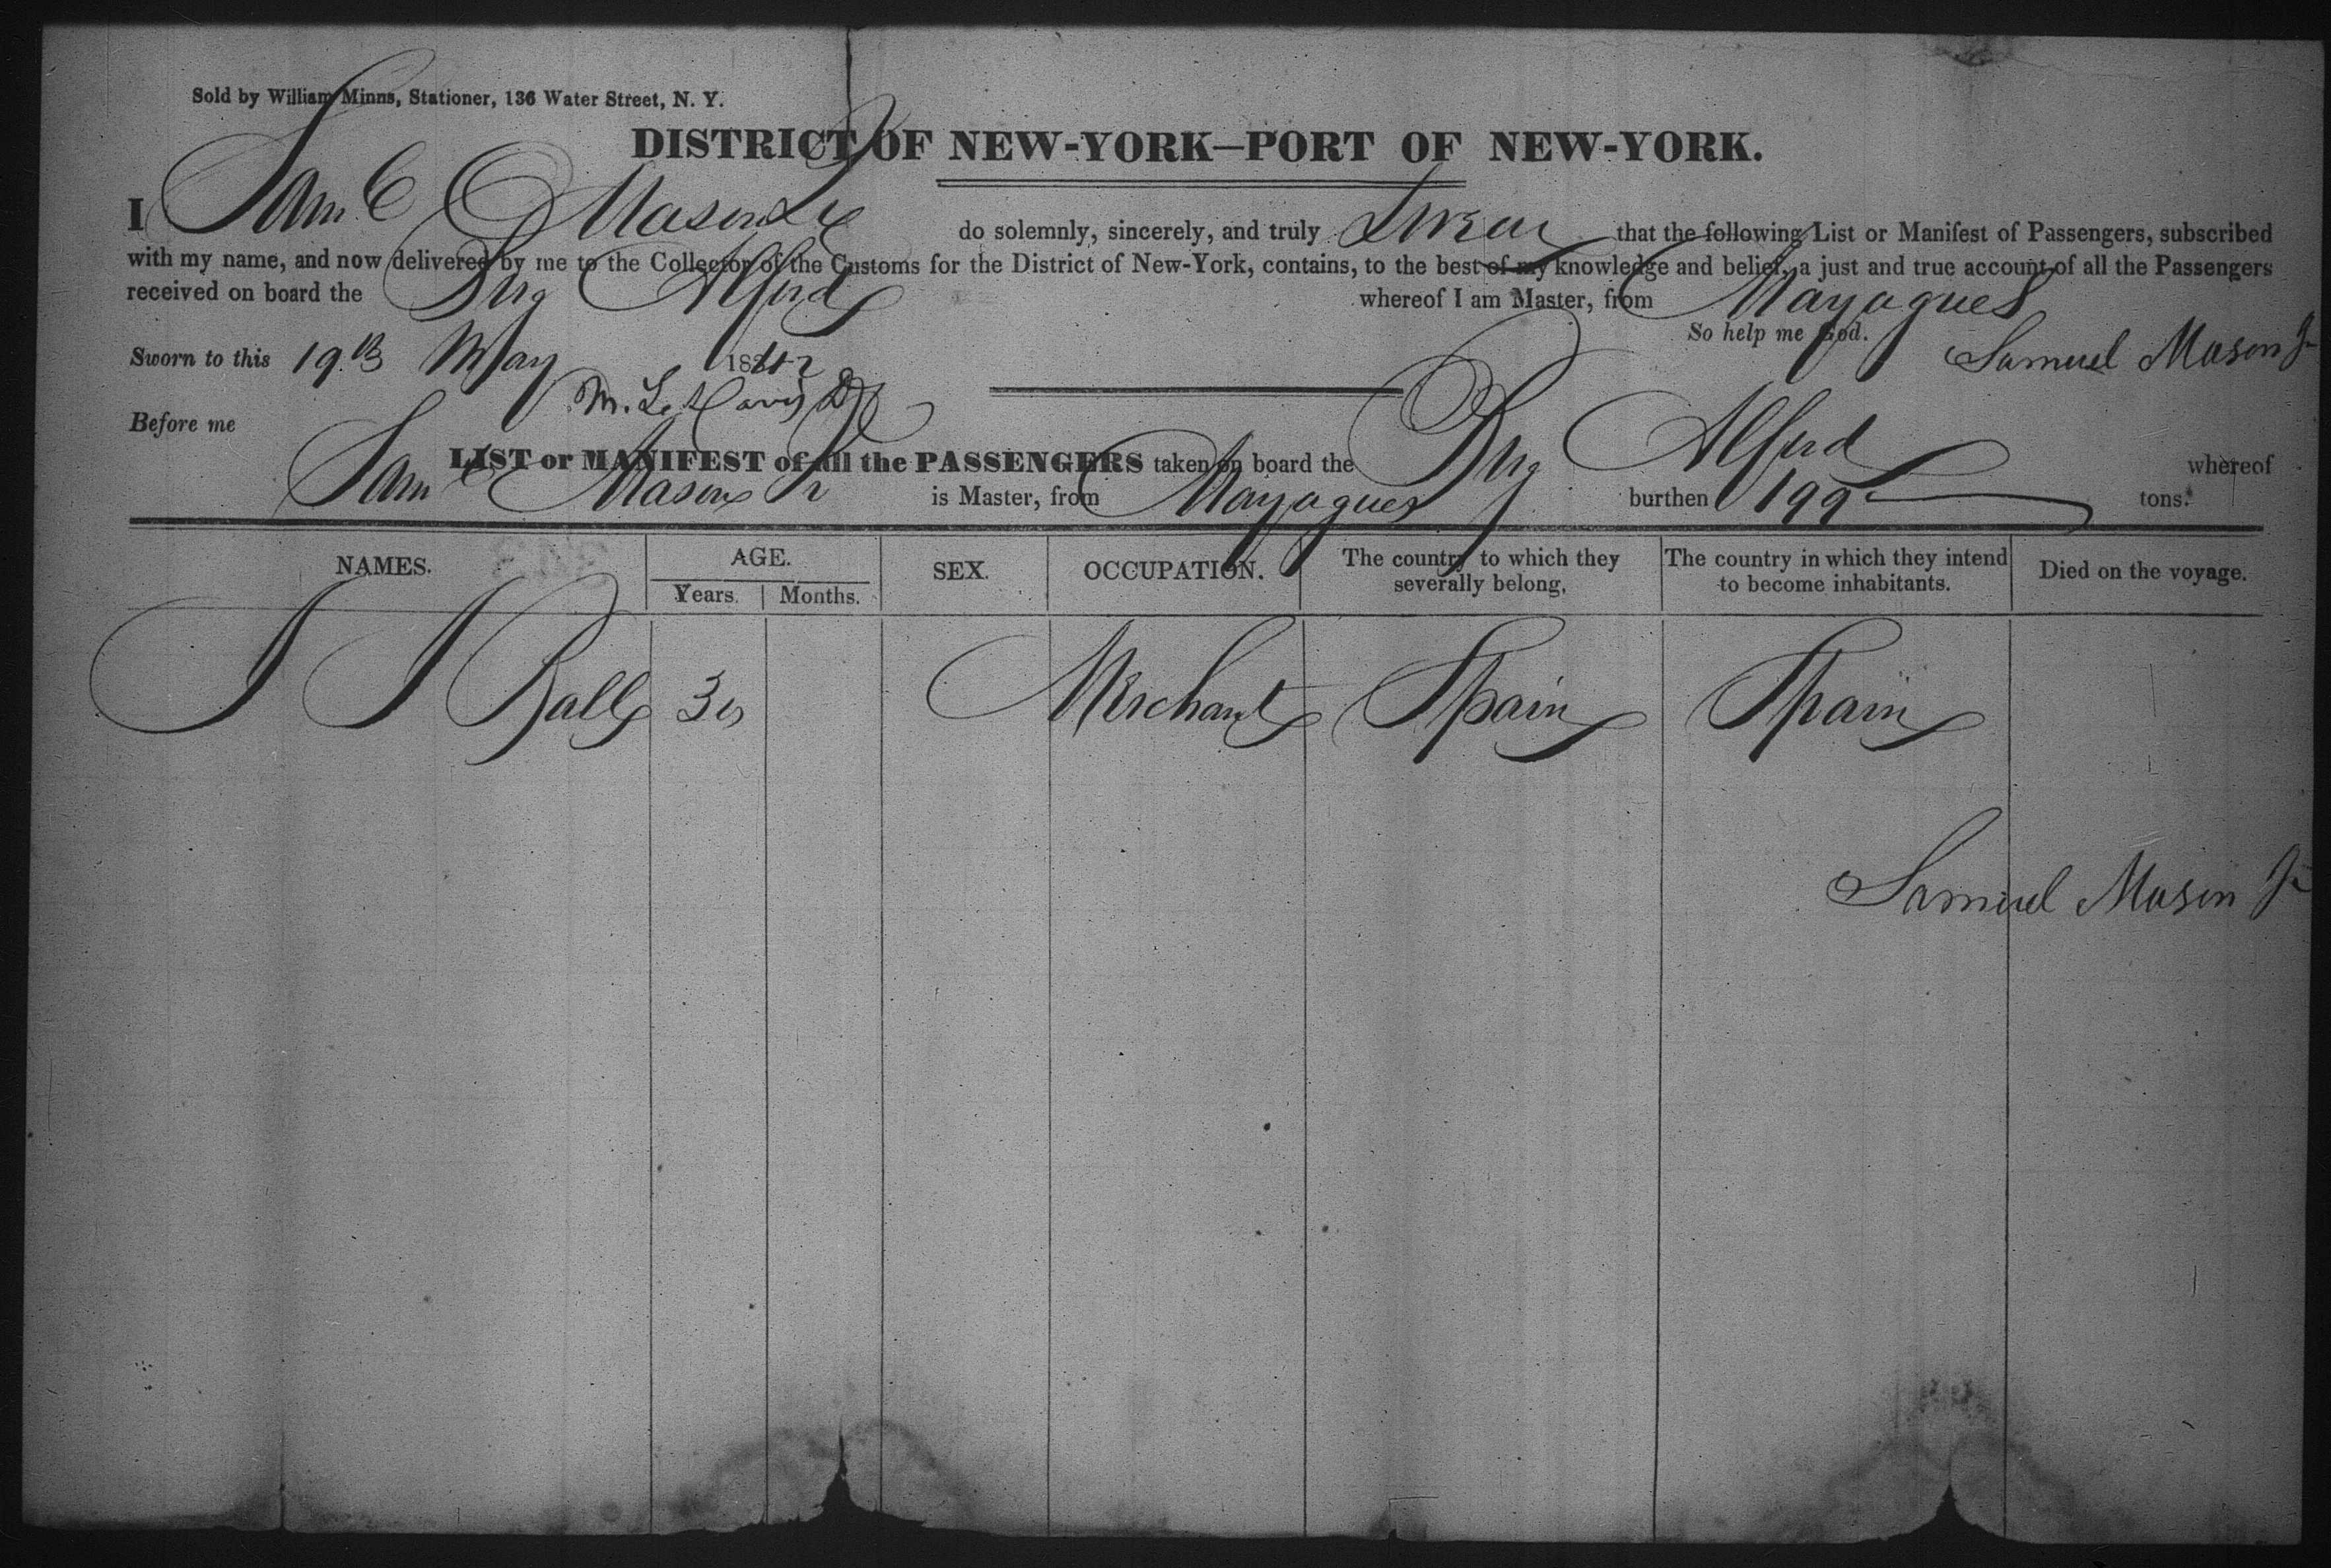 Sold by William Minns, Stationer, 136 Water Street, N. Y.
DISTRICT OF NEW-YORK—PORT OF NEW-YORK.
I Saml Mason Jr do solemnly, sincerely, and truly Swear that the following List or Manifest of Passengers, subscribed
with my name, and now delivered by me to the Collector of the Customs for the District of New-York, contains, to the best of my knowledge and belief, a just and true account of all the Passengers
received on board the Brig Alfred whereof I am Master, from Mayagues
So help me God.
Sworn to this 19th May 1842 Samuel Mason Jr
Before me M. L. Davis
LIST or MANIFEST of all the PASSENGERS taken on board the Brig Alfred whereof
Saml Mason Jr is Master, from Mayagues burthen 199 tons.
NAMES. AGE. SEX. OCCUPATION. The country to which they severally belong, The country in which they intend to become inhabitants. Died on the voyage.
Years. Months.
Merchant Spain Spain
Samuel Mason Jr